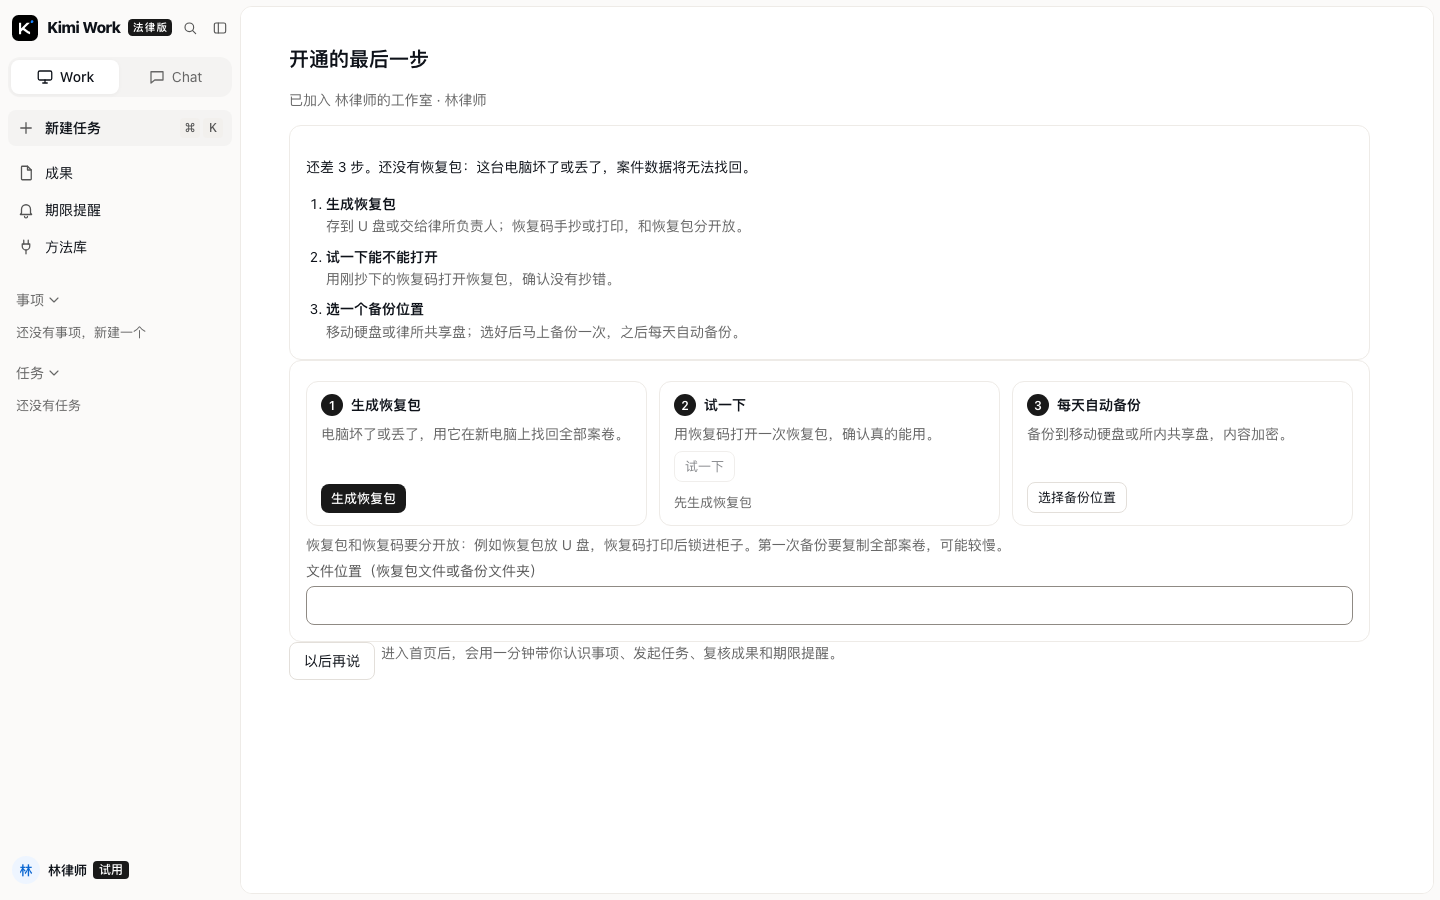 Kimi Work 法律版
Work
Chat
新建任务 ⌘ K
成果
期限提醒
方法库
事项
还没有事项，新建一个
任务
还没有任务
林 林律师 试用
开通的最后一步
已加入 林律师的工作室 · 林律师
还差 3 步。还没有恢复包：这台电脑坏了或丢了，案件数据将无法找回。
1. 生成恢复包
存到 U 盘或交给律所负责人；恢复码手抄或打印，和恢复包分开放。
2. 试一下能不能打开
用刚抄下的恢复码打开恢复包，确认没有抄错。
3. 选一个备份位置
移动硬盘或律所共享盘；选好后马上备份一次，之后每天自动备份。
1 生成恢复包
电脑坏了或丢了，用它在新电脑上找回全部案卷。
生成恢复包
2 试一下
用恢复码打开一次恢复包，确认真的能用。
试一下
先生成恢复包
3 每天自动备份
备份到移动硬盘或所内共享盘，内容加密。
选择备份位置
恢复包和恢复码要分开放：例如恢复包放 U 盘，恢复码打印后锁进柜子。第一次备份要复制全部案卷，可能较慢。
文件位置（恢复包文件或备份文件夹）
以后再说
进入首页后，会用一分钟带你认识事项、发起任务、复核成果和期限提醒。